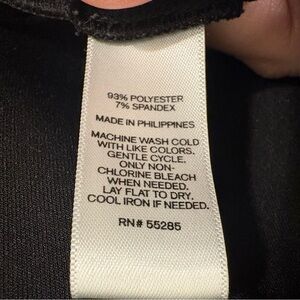 93% POLYESTER
7% SPANDEX
MADE IN PHILIPPINES
MACHINE WASH COLD
WITH LIKE COLORS.
GENTLE CYCLE.
ONLY NON-
CHLORINE BLEACH
WHEN NEEDED.
LAY FLAT TO DRY.
COOL IRON IF NEEDED.
RN# 55285